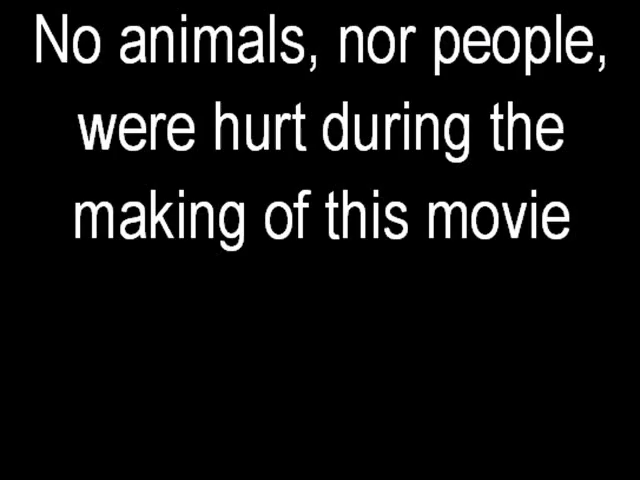 No animals, nor people,
were hurt during the
making of this movie